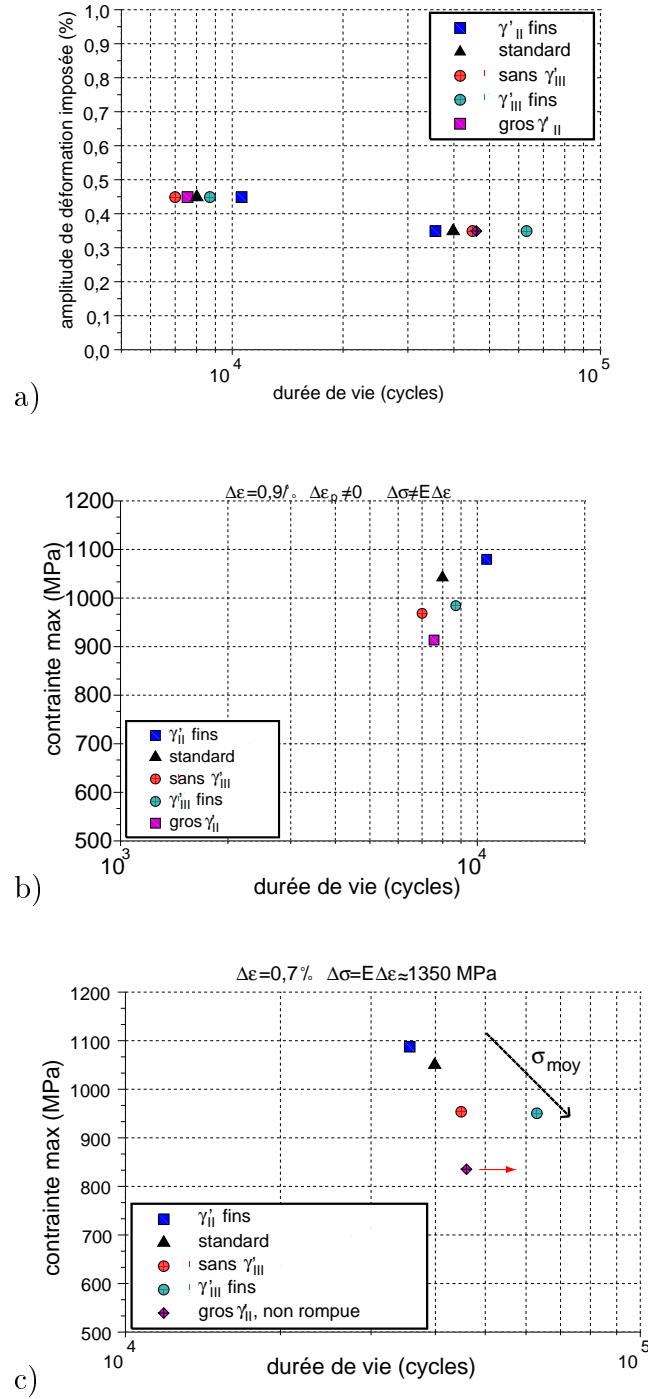 1,0
0,9
0,8
0,7
0,6
0,5
0,4
0,3
0,2
0,1
0,0
amplitude de déformation imposée (%)
γ'II fins
standard
sans γ'III
γ'III fins
gros γ'II
10⁴
10⁵
durée de vie (cycles)
a)
Δε=0,9/°. Δεp≠0 Δσ≠EΔε
1200
1100
1000
900
800
700
600
500
contrainte max (MPa)
γ'II fins
standard
sans γ'III
γ'III fins
gros γ'II
10³
10⁴
durée de vie (cycles)
b)
Δε=0,7% Δσ=EΔε≈1350 MPa
1200
1100
1000
900
800
700
600
500
contrainte max (MPa)
σmoy
γ'II fins
standard
sans γ'III
γ'III fins
gros γ'II, non rompue
10⁴
10⁵
durée de vie (cycles)
c)